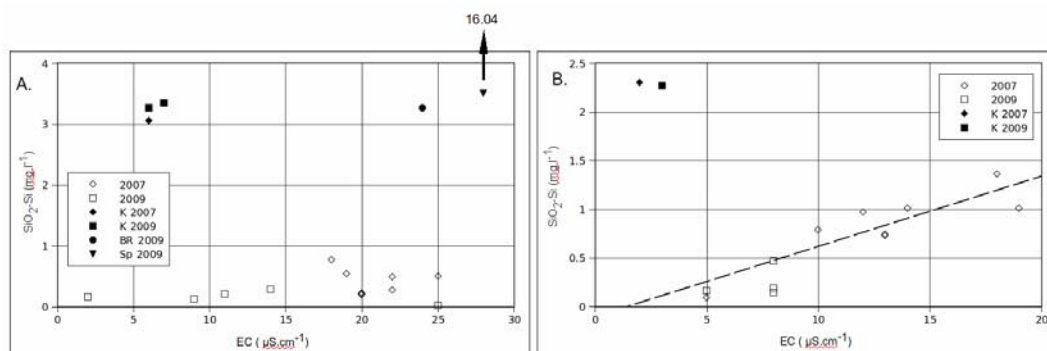 16.04
A.
4
3
2
1
0
SiO2-Si (mg.l-1)
2007
2009
K 2007
K 2009
BR 2009
Sp 2009
0 5 10 15 20 25 30
EC ( µS.cm-1)
B.
2.5
2
1.5
1
0.5
0
SiO2-Si (mg.l-1)
2007
2009
K 2007
K 2009
0 5 10 15 20
EC ( µS.cm-1)